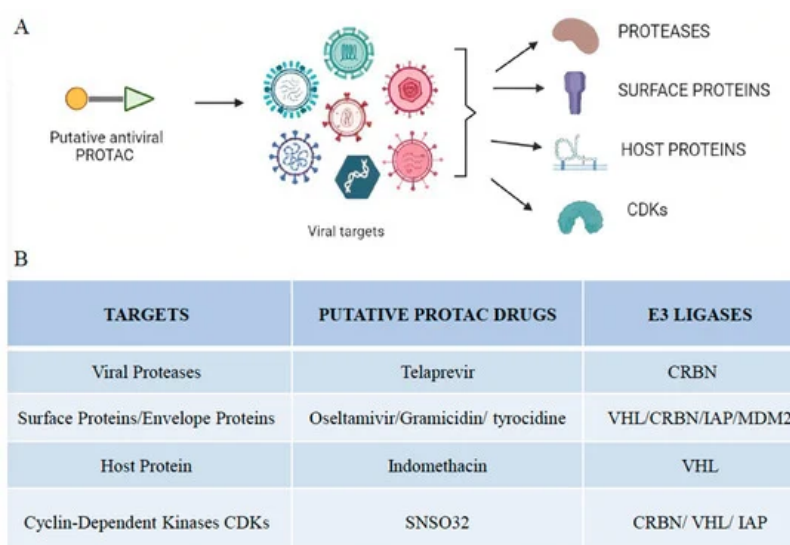 A
Putative antiviral
PROTAC
Viral targets
PROTEASES
SURFACE PROTEINS
HOST PROTEINS
CDKs
B
TARGETS PUTATIVE PROTAC DRUGS E3 LIGASES
Viral Proteases Telaprevir CRBN
Surface Proteins/Envelope Proteins Oseltamivir/Gramicidin/ tyrocidine VHL/CRBN/IAP/MDM2
Host Protein Indomethacin VHL
Cyclin-Dependent Kinases CDKs SNSO32 CRBN/ VHL/ IAP